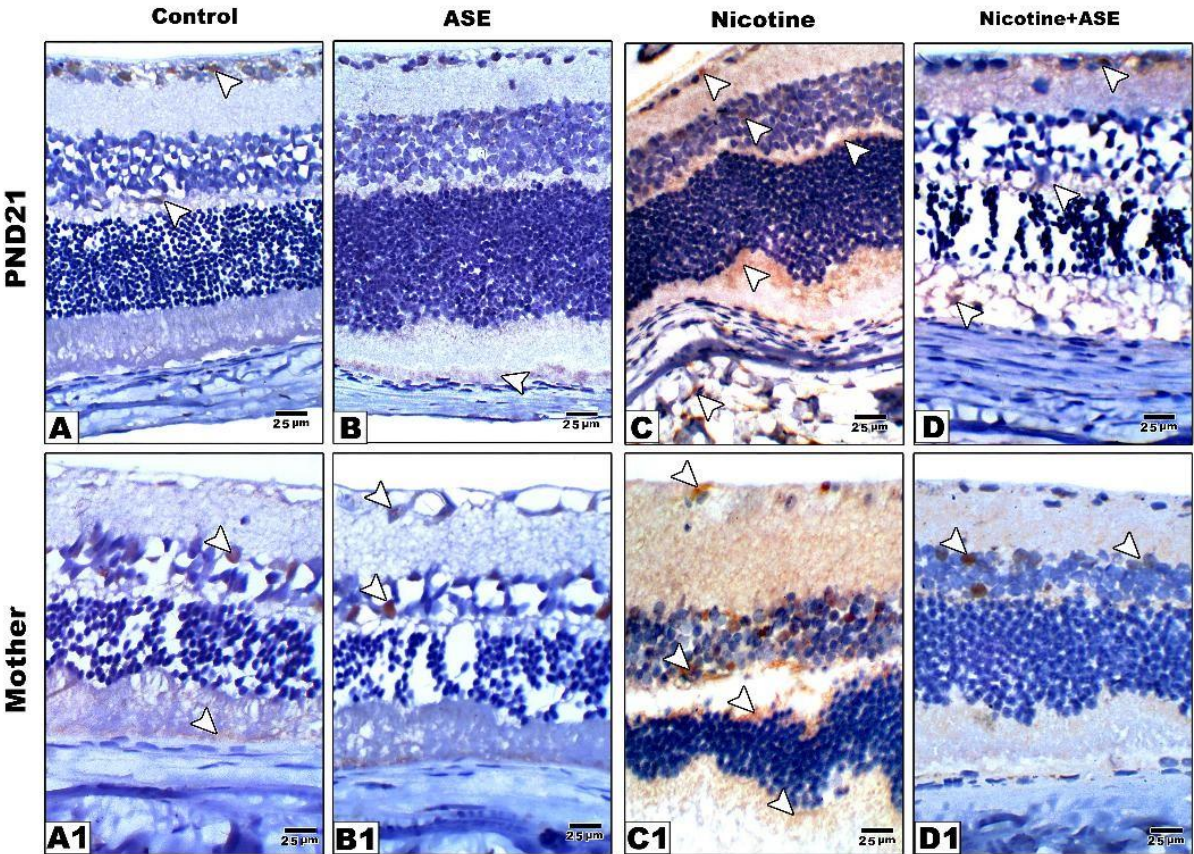 Control ASE Nicotine Nicotine+ASE
PND21
A 25 µm B 25 µm C 25 µm D 25 µm
Mother
A1 25 µm B1 25 µm C1 25 µm D1 25 µm